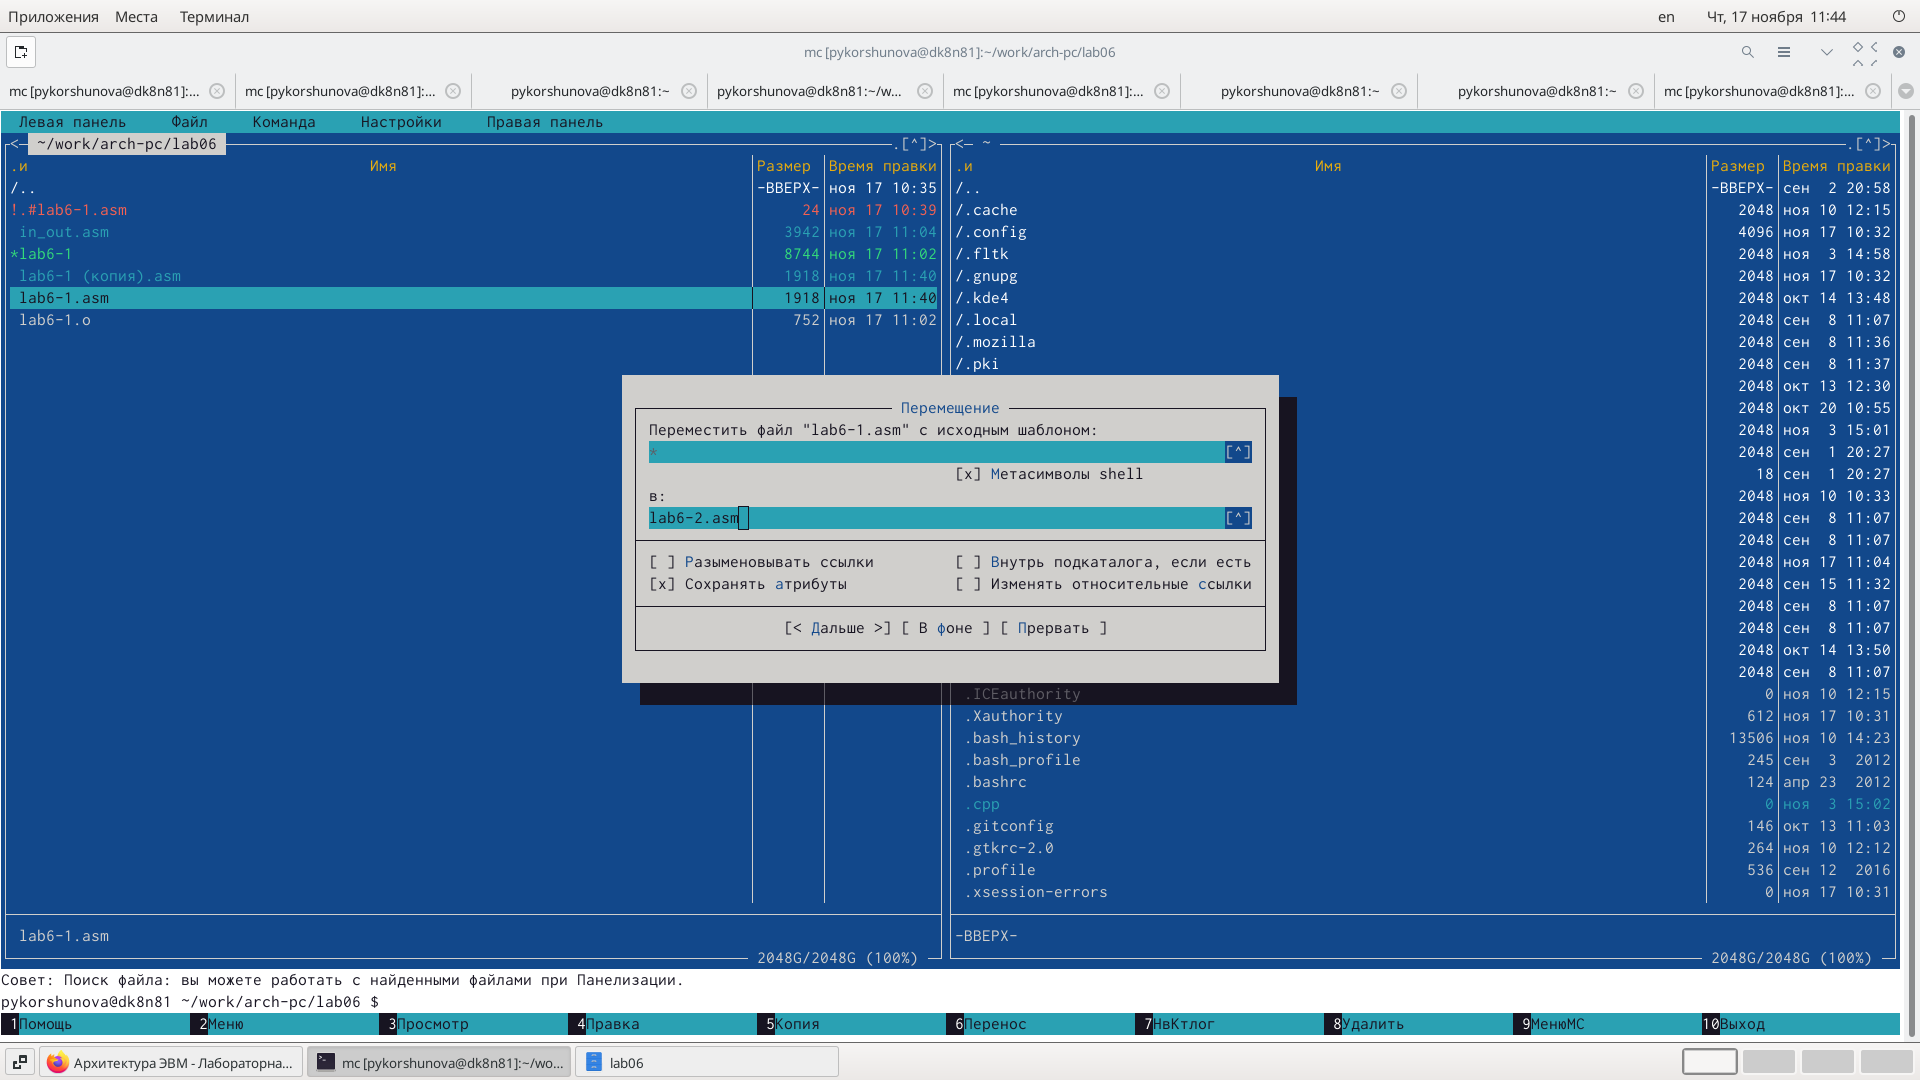 Приложения Места Терминал en Чт, 17 ноября 11:44
mc [pykorshunova@dk8n81]:~/work/arch-pc/lab06
mc [pykorshunova@dk8n81]:... mc [pykorshunova@dk8n81]:... pykorshunova@dk8n81:~ pykorshunova@dk8n81:~/w... mc [pykorshunova@dk8n81]:... pykorshunova@dk8n81:~ pykorshunova@dk8n81:~ mc [pykorshunova@dk8n81]:...
Левая панель Файл Команда Настройки Правая панель
<─ ~/work/arch-pc/lab06 .[^]> <─ ~ .[^]>
.и Имя Размер Время правки .и Имя Размер Время правки
/.. -ВВЕРХ- ноя 17 10:35 /.. -ВВЕРХ- сен 2 20:58
!.#lab6-1.asm 24 ноя 17 10:39 /.cache 2048 ноя 10 12:15
in_out.asm 3942 ноя 17 11:04 /.config 4096 ноя 17 10:32
*lab6-1 8744 ноя 17 11:02 /.fltk 2048 ноя 3 14:58
lab6-1 (копия).asm 1918 ноя 17 11:40 /.gnupg 2048 ноя 17 10:32
lab6-1.asm 1918 ноя 17 11:40 /.kde4 2048 окт 14 13:48
lab6-1.o 752 ноя 17 11:02 /.local 2048 сен 8 11:07
/.mozilla 2048 сен 8 11:36
/.pki 2048 сен 8 11:37
2048 окт 13 12:30
Перемещение 2048 окт 20 10:55
Переместить файл "lab6-1.asm" с исходным шаблоном: 2048 ноя 3 15:01
* [^] 2048 сен 1 20:27
[x] Метасимволы shell 18 сен 1 20:27
в: 2048 ноя 10 10:33
lab6-2.asm [^] 2048 сен 8 11:07
2048 сен 8 11:07
[ ] Разыменовывать ссылки [ ] Внутрь подкаталога, если есть 2048 ноя 17 11:04
[x] Сохранять атрибуты [ ] Изменять относительные ссылки 2048 сен 15 11:32
2048 сен 8 11:07
[< Дальше >] [ В фоне ] [ Прервать ] 2048 сен 8 11:07
2048 окт 14 13:50
2048 сен 8 11:07
.ICEauthority 0 ноя 10 12:15
.Xauthority 612 ноя 17 10:31
.bash_history 13506 ноя 10 14:23
.bash_profile 245 сен 3 2012
.bashrc 124 апр 23 2012
.cpp 0 ноя 3 15:02
.gitconfig 146 окт 13 11:03
.gtkrc-2.0 264 ноя 10 12:12
.profile 536 сен 12 2016
.xsession-errors 0 ноя 17 10:31
lab6-1.asm -ВВЕРХ-
2048G/2048G (100%) 2048G/2048G (100%)
Совет: Поиск файла: вы можете работать с найденными файлами при Панелизации.
pykorshunova@dk8n81 ~/work/arch-pc/lab06 $
1Помощь 2Меню 3Просмотр 4Правка 5Копия 6Перенос 7НвКтлог 8Удалить 9МенюMC 10Выход
Архитектура ЭВМ - Лабораторна... mc [pykorshunova@dk8n81]:~/wo... lab06